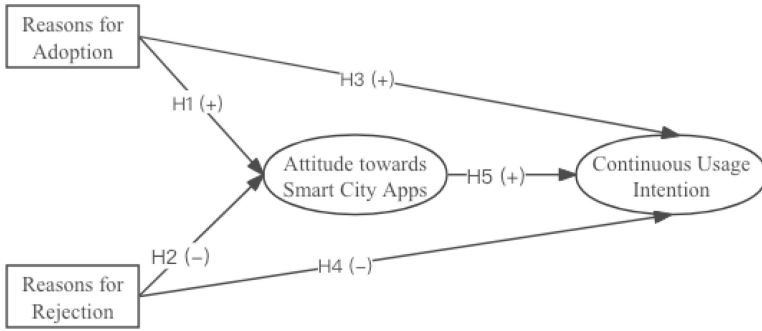 Reasons for
Adoption
H3 (+)
H1 (+)
Attitude towards
Smart City Apps
H5 (+)
Continuous Usage
Intention
H2 (−)
H4 (−)
Reasons for
Rejection